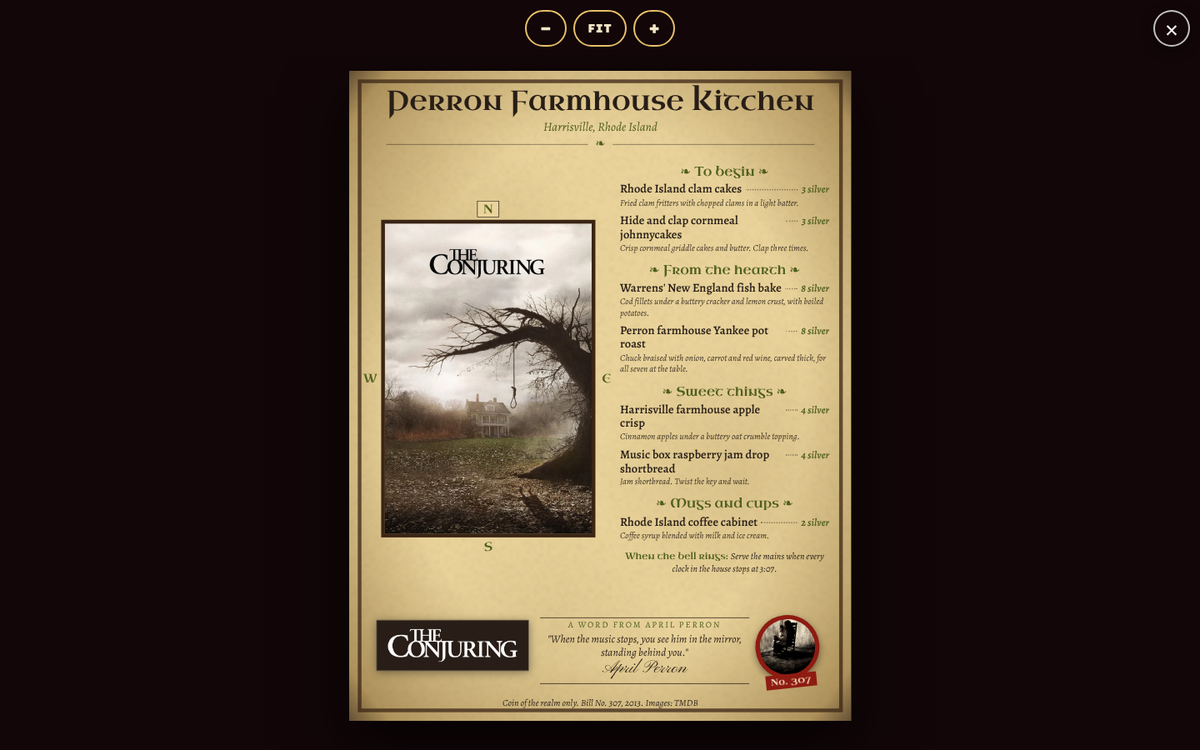 −
FIT
+
×
Perron Farmhouse Kitchen
Harrisville, Rhode Island
N
W
E
S
THE
CONJURING
To begin
Rhode Island clam cakes 3 silver
Fried clam fritters with chopped clams in a light batter.
Hide and clap cornmeal 3 silver
johnnycakes
Crisp cornmeal griddle cakes and butter. Clap three times.
From the hearth
Warrens' New England fish bake 8 silver
Cod fillets under a buttery cracker and lemon crust, with boiled
potatoes.
Perron farmhouse Yankee pot 8 silver
roast
Chuck braised with onion, carrot and red wine, carved thick, for
all seven at the table.
Sweet things
Harrisville farmhouse apple 4 silver
crisp
Cinnamon apples under a buttery oat crumble topping.
Music box raspberry jam drop 4 silver
shortbread
Jam shortbread. Twist the key and wait.
Mugs and cups
Rhode Island coffee cabinet 2 silver
Coffee syrup blended with milk and ice cream.
When the bell rings: Serve the mains when every
clock in the house stops at 3:07.
THE
CONJURING
A WORD FROM APRIL PERRON
"When the music stops, you see him in the mirror,
standing behind you."
April Perron
No. 307
Coin of the realm only. Bill No. 307, 2013. Images: TMDB